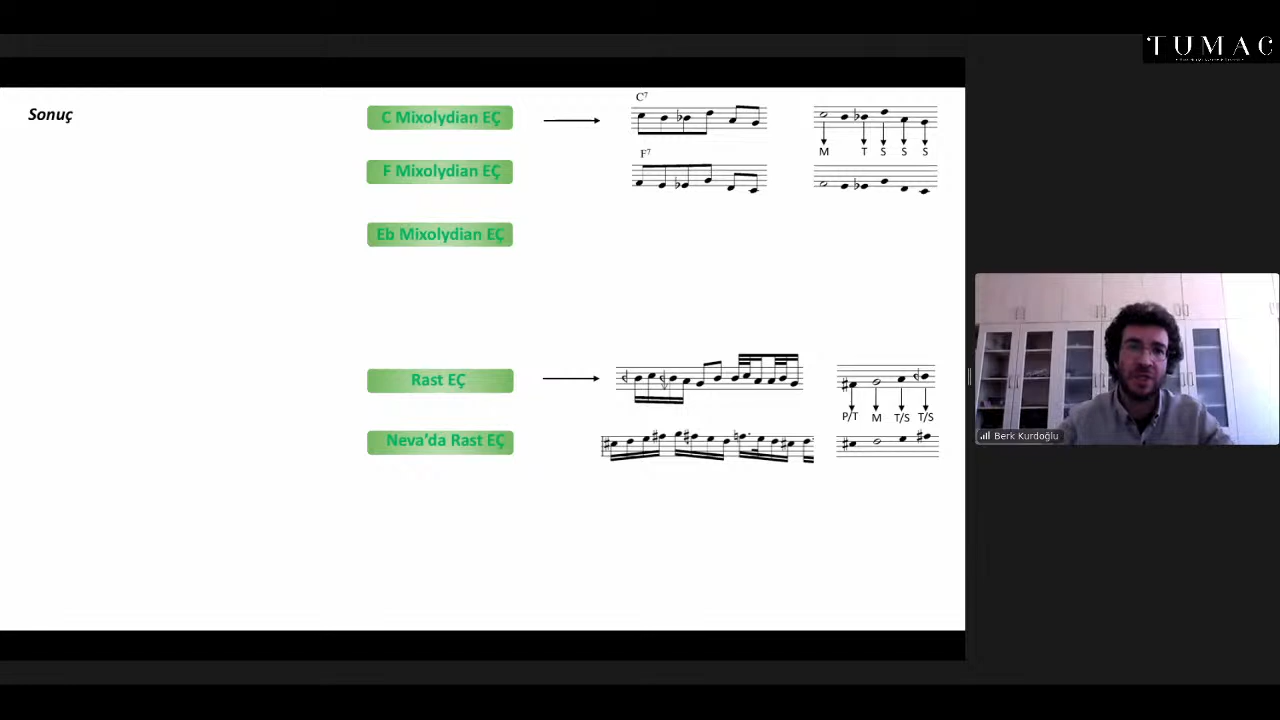 TUMAC
Sonuç
C Mixolydian EÇ
C7
M T S S S
F Mixolydian EÇ
F7
Eb Mixolydian EÇ
Rast EÇ
P/T M T/S T/S
Neva'da Rast EÇ
Berk Kurdoğlu